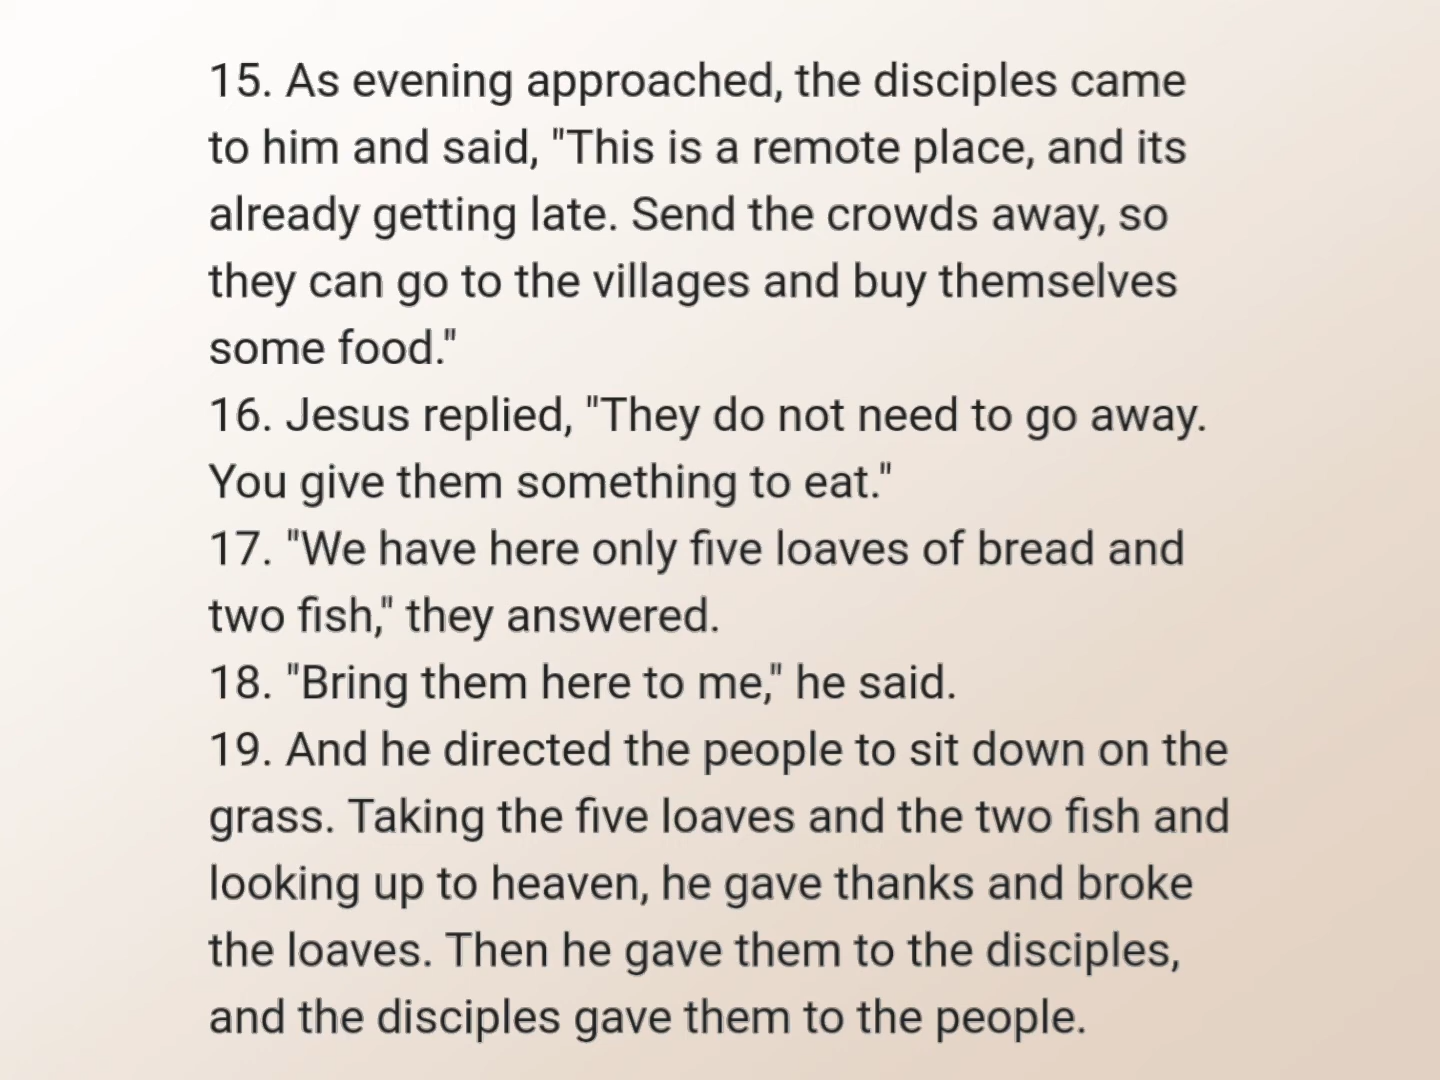 15. As evening approached, the disciples came
to him and said, "This is a remote place, and its
already getting late. Send the crowds away, so
they can go to the villages and buy themselves
some food."
16. Jesus replied, "They do not need to go away.
You give them something to eat."
17. "We have here only five loaves of bread and
two fish," they answered.
18. "Bring them here to me," he said.
19. And he directed the people to sit down on the
grass. Taking the five loaves and the two fish and
looking up to heaven, he gave thanks and broke
the loaves. Then he gave them to the disciples,
and the disciples gave them to the people.